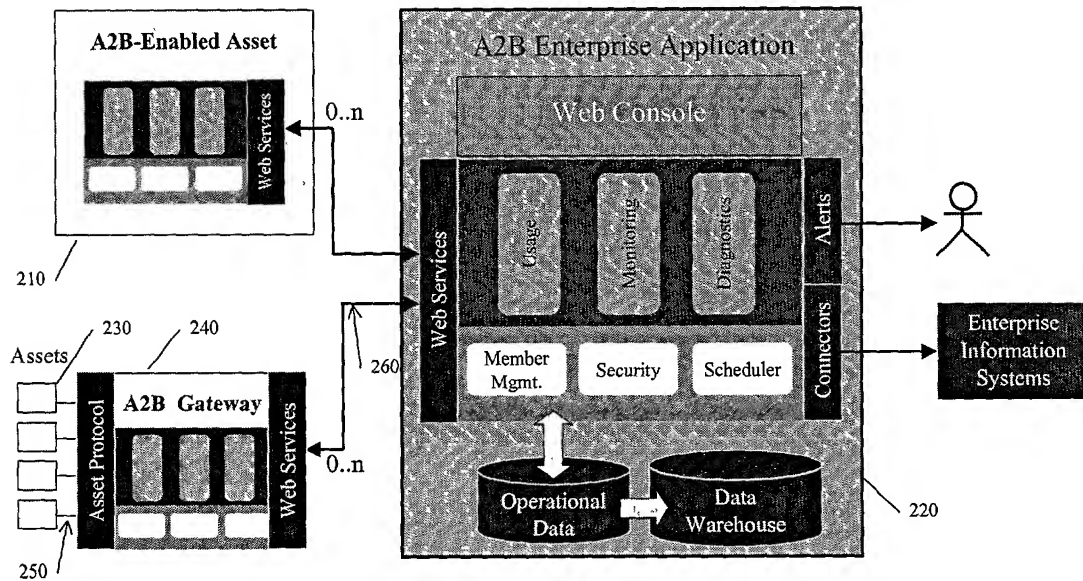 A2B-Enabled Asset
Web Services
0..n
210
A2B Enterprise Application
Web Console
Web Services
Usage
Monitoring
Diagnostics
Alerts
Connectors
Member
Mgmt.
Security
Scheduler
Operational
Data
Data
Warehouse
220
Enterprise
Information
Systems
230
240
Assets
Asset Protocol
A2B Gateway
Web Services
260
0..n
250